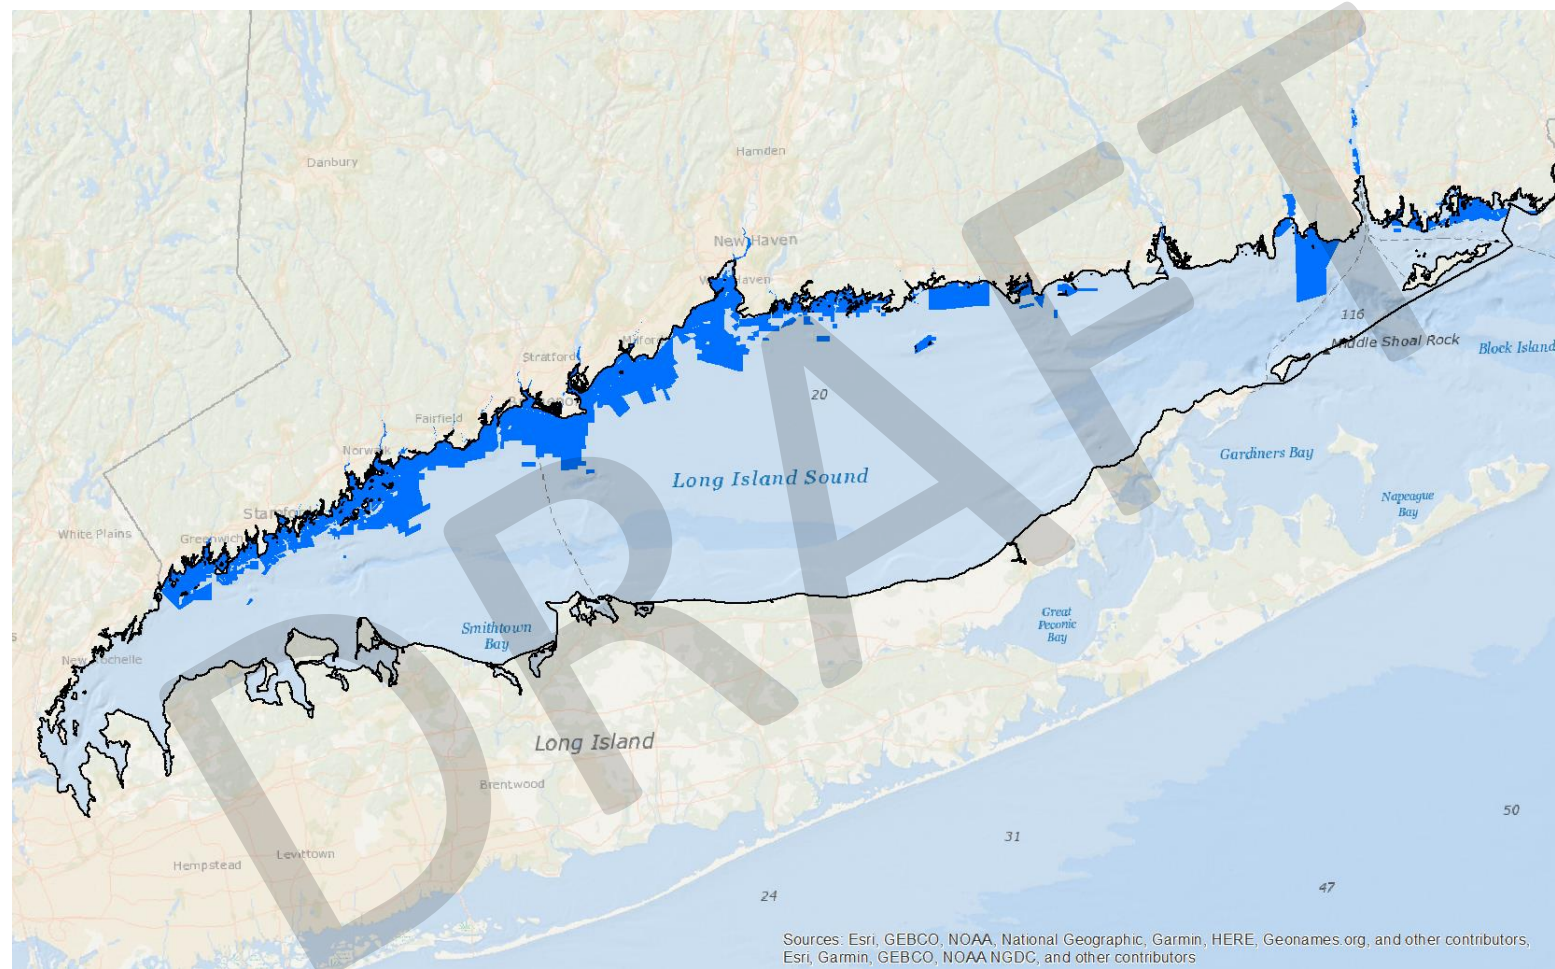 Danbury
Hamden
New Haven
Milford
Stratford
Fairfield
Norwalk
Stamford
Greenwich
White Plains
New Rochelle
116
Middle Shoal Rock
Block Island
20
Long Island Sound
Gardiners Bay
Napeague
Bay
Smithtown
Bay
Great
Peconic
Bay
Long Island
Brentwood
Levittown
Hempstead
50
31
47
24
DRAFT
Sources: Esri, GEBCO, NOAA, National Geographic, Garmin, HERE, Geonames.org, and other contributors,
Esri, Garmin, GEBCO, NOAA NGDC, and other contributors